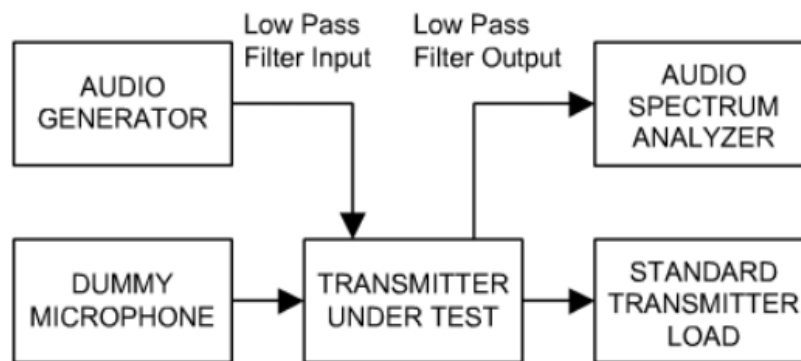 Low Pass
Filter Input
Low Pass
Filter Output
AUDIO
GENERATOR
AUDIO
SPECTRUM
ANALYZER
DUMMY
MICROPHONE
TRANSMITTER
UNDER TEST
STANDARD
TRANSMITTER
LOAD